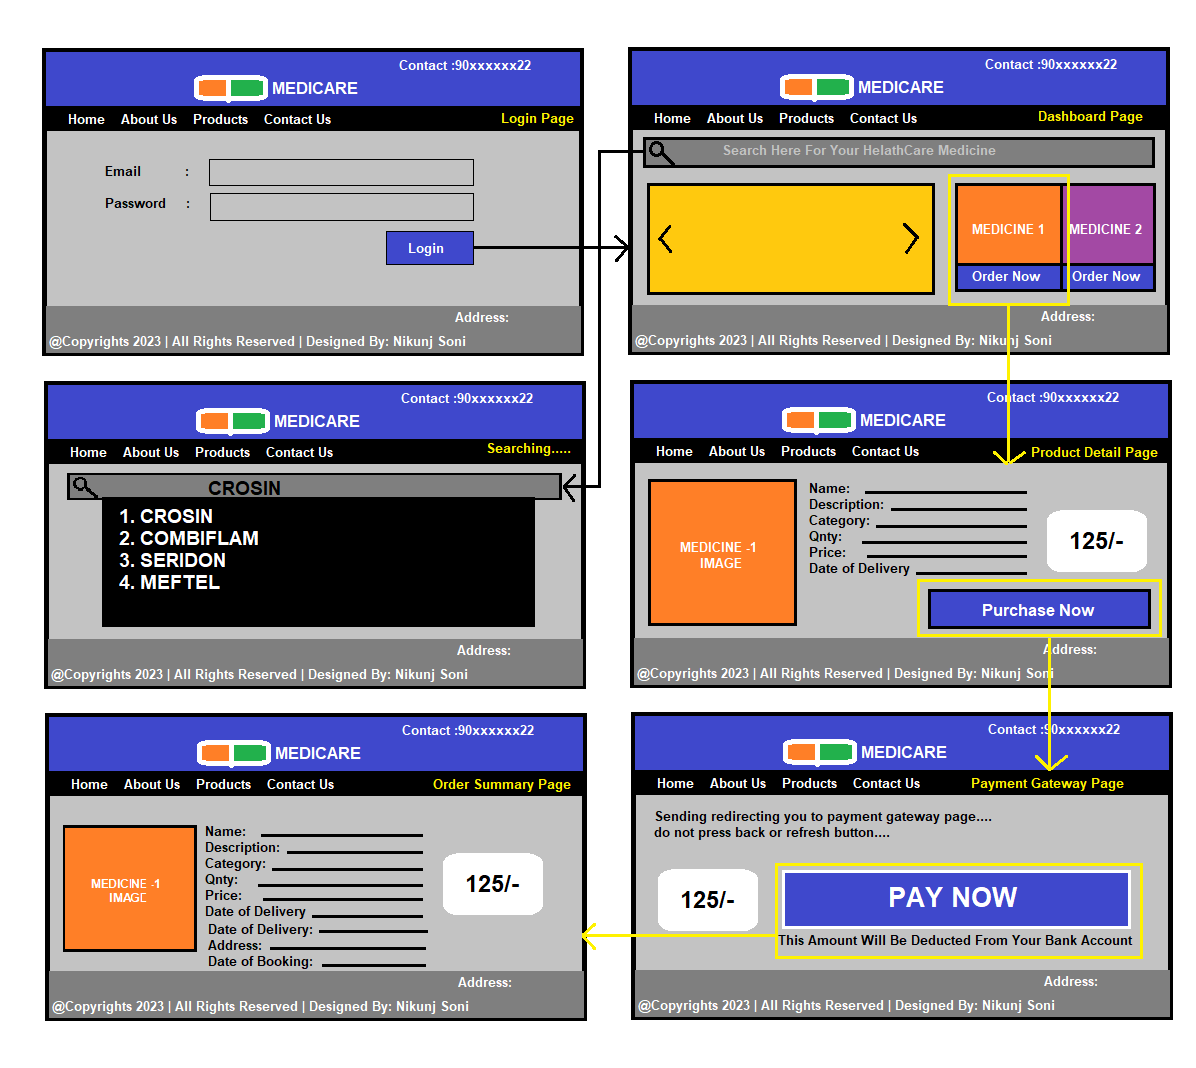 Contact :90xxxxxx22
MEDICARE
Home About Us Products Contact Us Login Page
Email :
Password :
Login
Address:
@Copyrights 2023 | All Rights Reserved | Designed By: Nikunj Soni
Contact :90xxxxxx22
MEDICARE
Home About Us Products Contact Us Dashboard Page
Search Here For Your HelathCare Medicine
MEDICINE 1 MEDICINE 2
Order Now Order Now
Address:
@Copyrights 2023 | All Rights Reserved | Designed By: Nikunj Soni
Contact :90xxxxxx22
MEDICARE
Home About Us Products Contact Us Searching.....
CROSIN
1. CROSIN
2. COMBIFLAM
3. SERIDON
4. MEFTEL
Address:
@Copyrights 2023 | All Rights Reserved | Designed By: Nikunj Soni
Contact :90xxxxxx22
MEDICARE
Home About Us Products Contact Us Product Detail Page
MEDICINE -1
IMAGE
Name:
Description:
Category:
Qnty:
Price:
Date of Delivery
125/-
Purchase Now
Address:
@Copyrights 2023 | All Rights Reserved | Designed By: Nikunj Soni
Contact :90xxxxxx22
MEDICARE
Home About Us Products Contact Us Order Summary Page
MEDICINE -1
IMAGE
Name:
Description:
Category:
Qnty:
Price:
Date of Delivery
Date of Delivery:
Address:
Date of Booking:
125/-
Address:
@Copyrights 2023 | All Rights Reserved | Designed By: Nikunj Soni
Contact :90xxxxxx22
MEDICARE
Home About Us Products Contact Us Payment Gateway Page
Sending redirecting you to payment gateway page....
do not press back or refresh button....
125/-
PAY NOW
This Amount Will Be Deducted From Your Bank Account
Address:
@Copyrights 2023 | All Rights Reserved | Designed By: Nikunj Soni